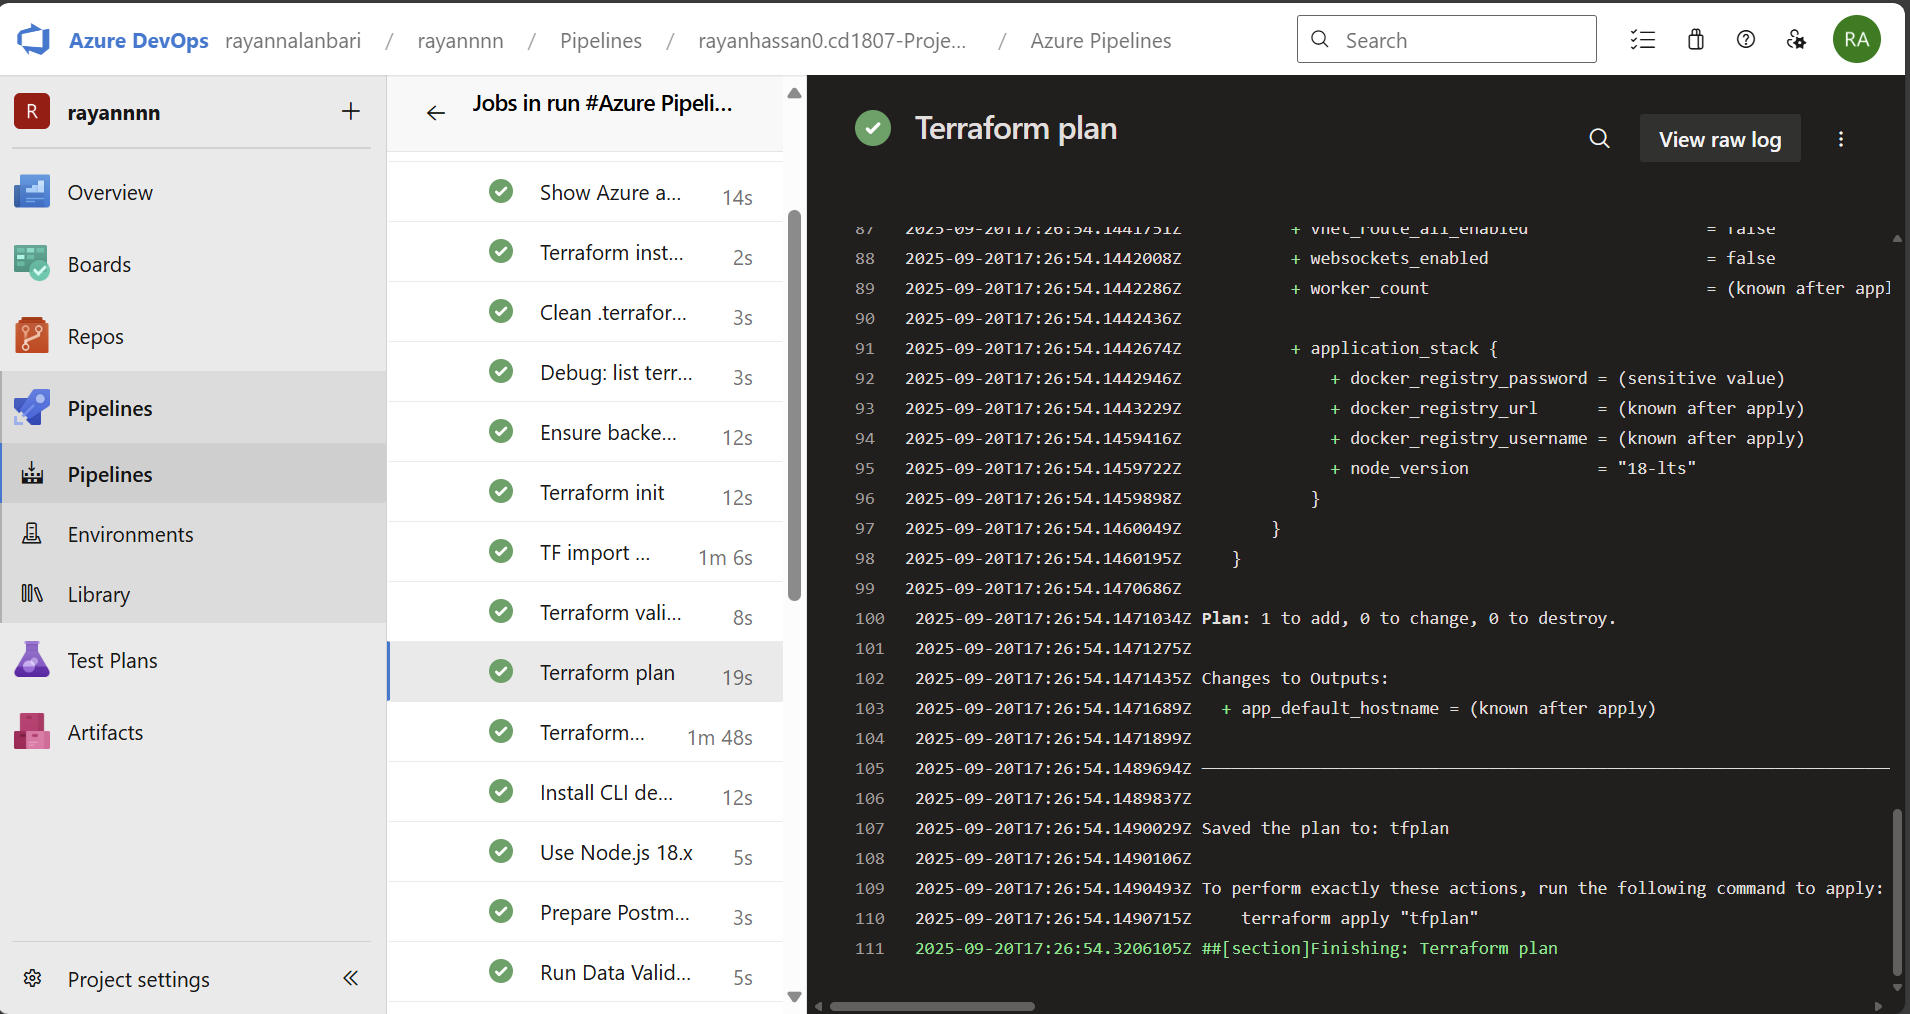 Azure DevOps rayannalanbari / rayannnn / Pipelines / rayanhassan0.cd1807-Proje... / Azure Pipelines
Search
RA
R rayannnn
Overview
Boards
Repos
Pipelines
Pipelines
Environments
Library
Test Plans
Artifacts
Project settings
Jobs in run #Azure Pipeli...
Show Azure a... 14s
Terraform inst... 2s
Clean .terrafor... 3s
Debug: list terr... 3s
Ensure backe... 12s
Terraform init 12s
TF import ... 1m 6s
Terraform vali... 8s
Terraform plan 19s
Terraform... 1m 48s
Install CLI de... 12s
Use Node.js 18.x 5s
Prepare Postm... 3s
Run Data Valid... 5s
Terraform plan
View raw log
87 2025-09-20T17:26:54.1441751Z + vnet_route_all_enabled = false
88 2025-09-20T17:26:54.1442008Z + websockets_enabled = false
89 2025-09-20T17:26:54.1442286Z + worker_count = (known after appl
90 2025-09-20T17:26:54.1442436Z
91 2025-09-20T17:26:54.1442674Z + application_stack {
92 2025-09-20T17:26:54.1442946Z + docker_registry_password = (sensitive value)
93 2025-09-20T17:26:54.1443229Z + docker_registry_url = (known after apply)
94 2025-09-20T17:26:54.1459416Z + docker_registry_username = (known after apply)
95 2025-09-20T17:26:54.1459722Z + node_version = "18-lts"
96 2025-09-20T17:26:54.1459898Z }
97 2025-09-20T17:26:54.1460049Z }
98 2025-09-20T17:26:54.1460195Z }
99 2025-09-20T17:26:54.1470686Z
100 2025-09-20T17:26:54.1471034Z Plan: 1 to add, 0 to change, 0 to destroy.
101 2025-09-20T17:26:54.1471275Z
102 2025-09-20T17:26:54.1471435Z Changes to Outputs:
103 2025-09-20T17:26:54.1471689Z + app_default_hostname = (known after apply)
104 2025-09-20T17:26:54.1471899Z
105 2025-09-20T17:26:54.1489694Z
106 2025-09-20T17:26:54.1489837Z
107 2025-09-20T17:26:54.1490029Z Saved the plan to: tfplan
108 2025-09-20T17:26:54.1490106Z
109 2025-09-20T17:26:54.1490493Z To perform exactly these actions, run the following command to apply:
110 2025-09-20T17:26:54.1490715Z terraform apply "tfplan"
111 2025-09-20T17:26:54.3206105Z ##[section]Finishing: Terraform plan